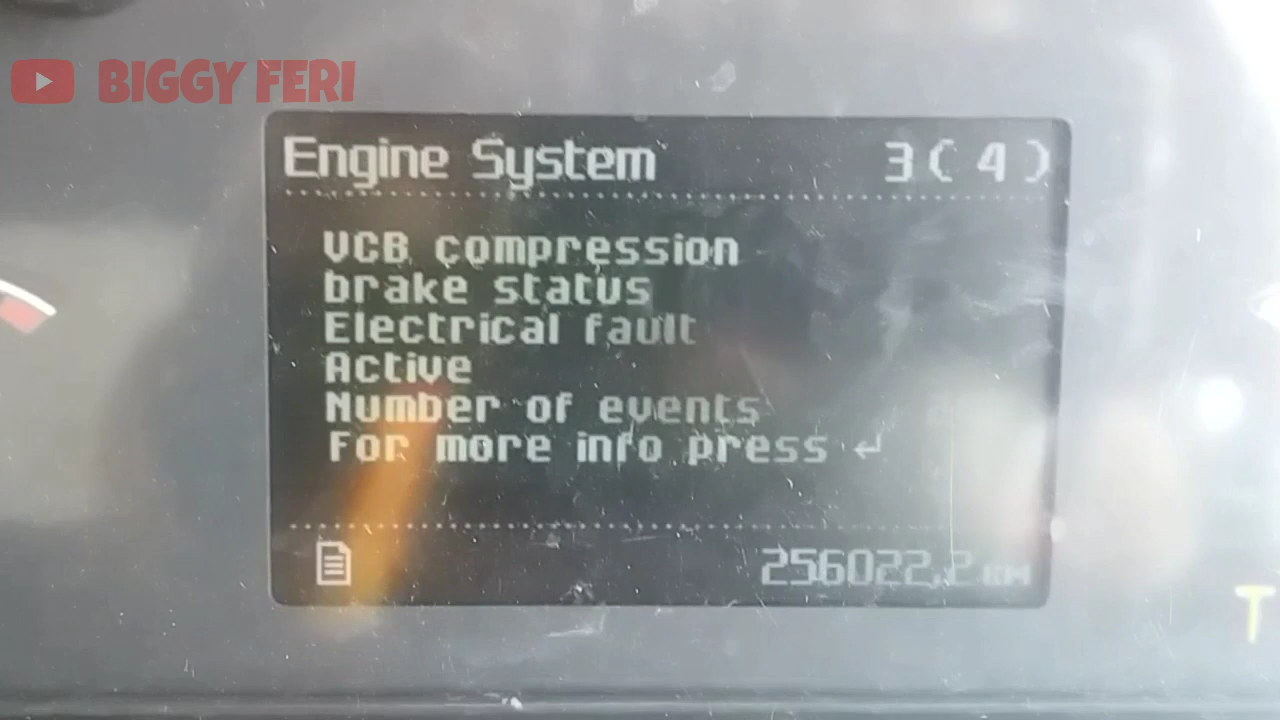 BIGGY FERI
Engine System 3(4)
VCB compression
brake status
Electrical fault
Active
Number of events
For more info press ↵
256022.2 KM
T